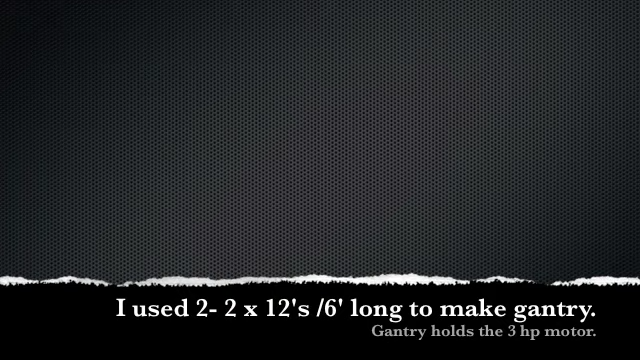 I used 2- 2 x 12's /6' long to make gantry.
Gantry holds the 3 hp motor.